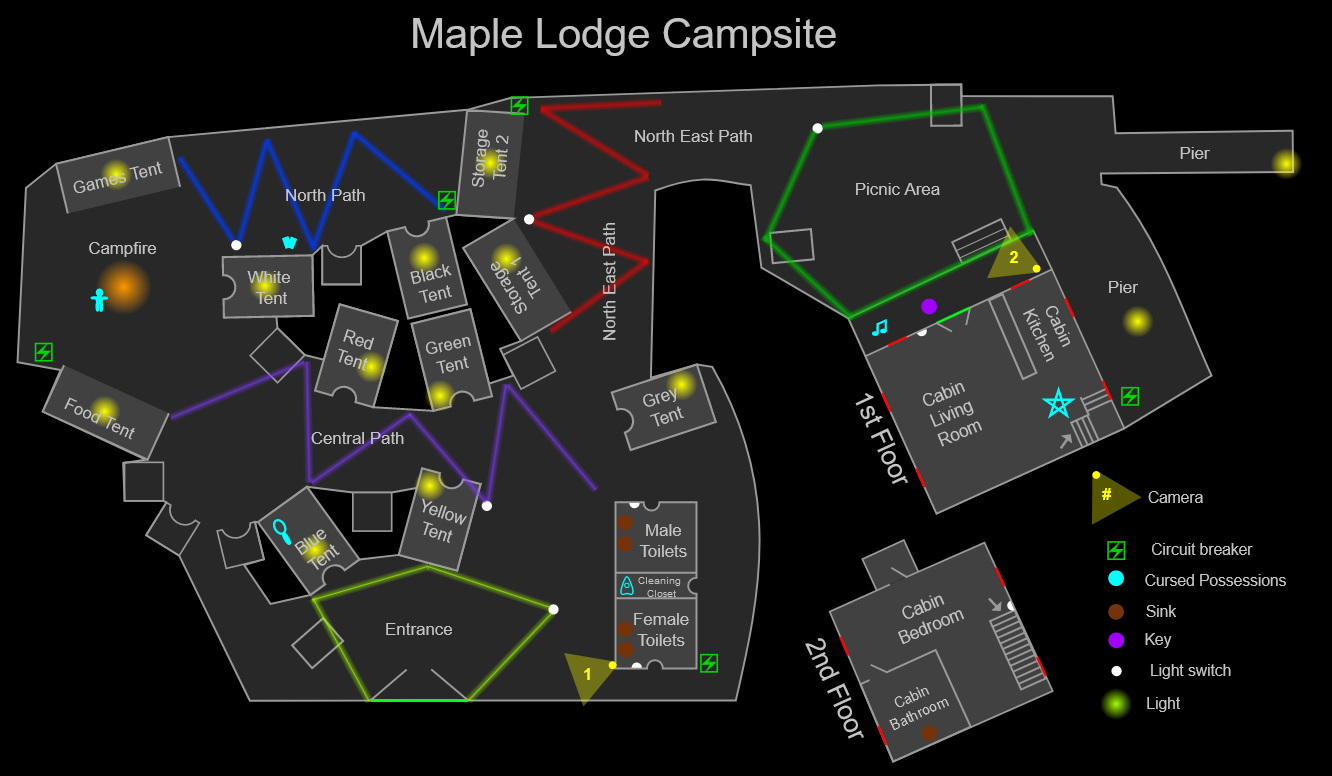 Maple Lodge Campsite
North East Path
Pier
Storage
Tent 2
Games Tent
North Path
Picnic Area
Campfire
White
Tent
Black
Tent
Storage
Tent 1
North East Path
2
Pier
Red
Tent
Green
Tent
Cabin
Kitchen
Grey
Tent
Cabin
Living
Room
Food Tent
Central Path
1st Floor
Yellow
Tent
Blue
Tent
Male
Toilets
Cleaning
Closet
Female
Toilets
Entrance
1
#
Camera
Circuit breaker
Cursed Possessions
Sink
Key
Light switch
Light
Cabin
Bedroom
2nd Floor
Cabin
Bathroom